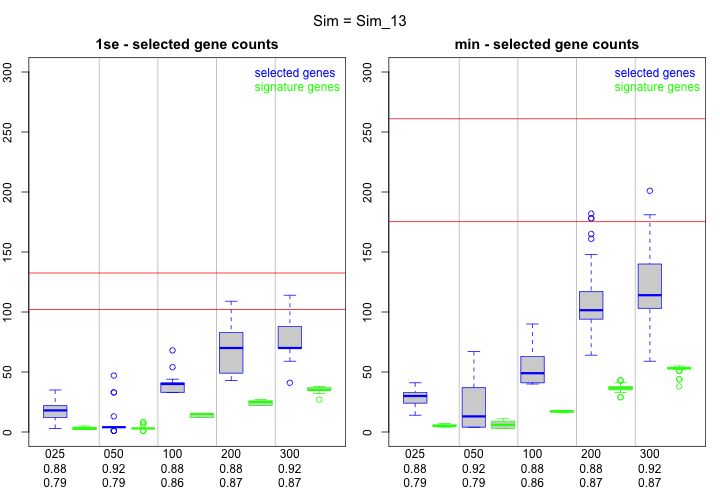 Sim = Sim_13
1se - selected gene counts
selected genes
signature genes
300
250
200
150
100
50
0
025 050 100 200 300
0.88 0.92 0.88 0.88 0.92
0.79 0.79 0.86 0.87 0.87
min - selected gene counts
selected genes
signature genes
300
250
200
150
100
50
0
025 050 100 200 300
0.88 0.92 0.88 0.88 0.92
0.79 0.79 0.86 0.87 0.87